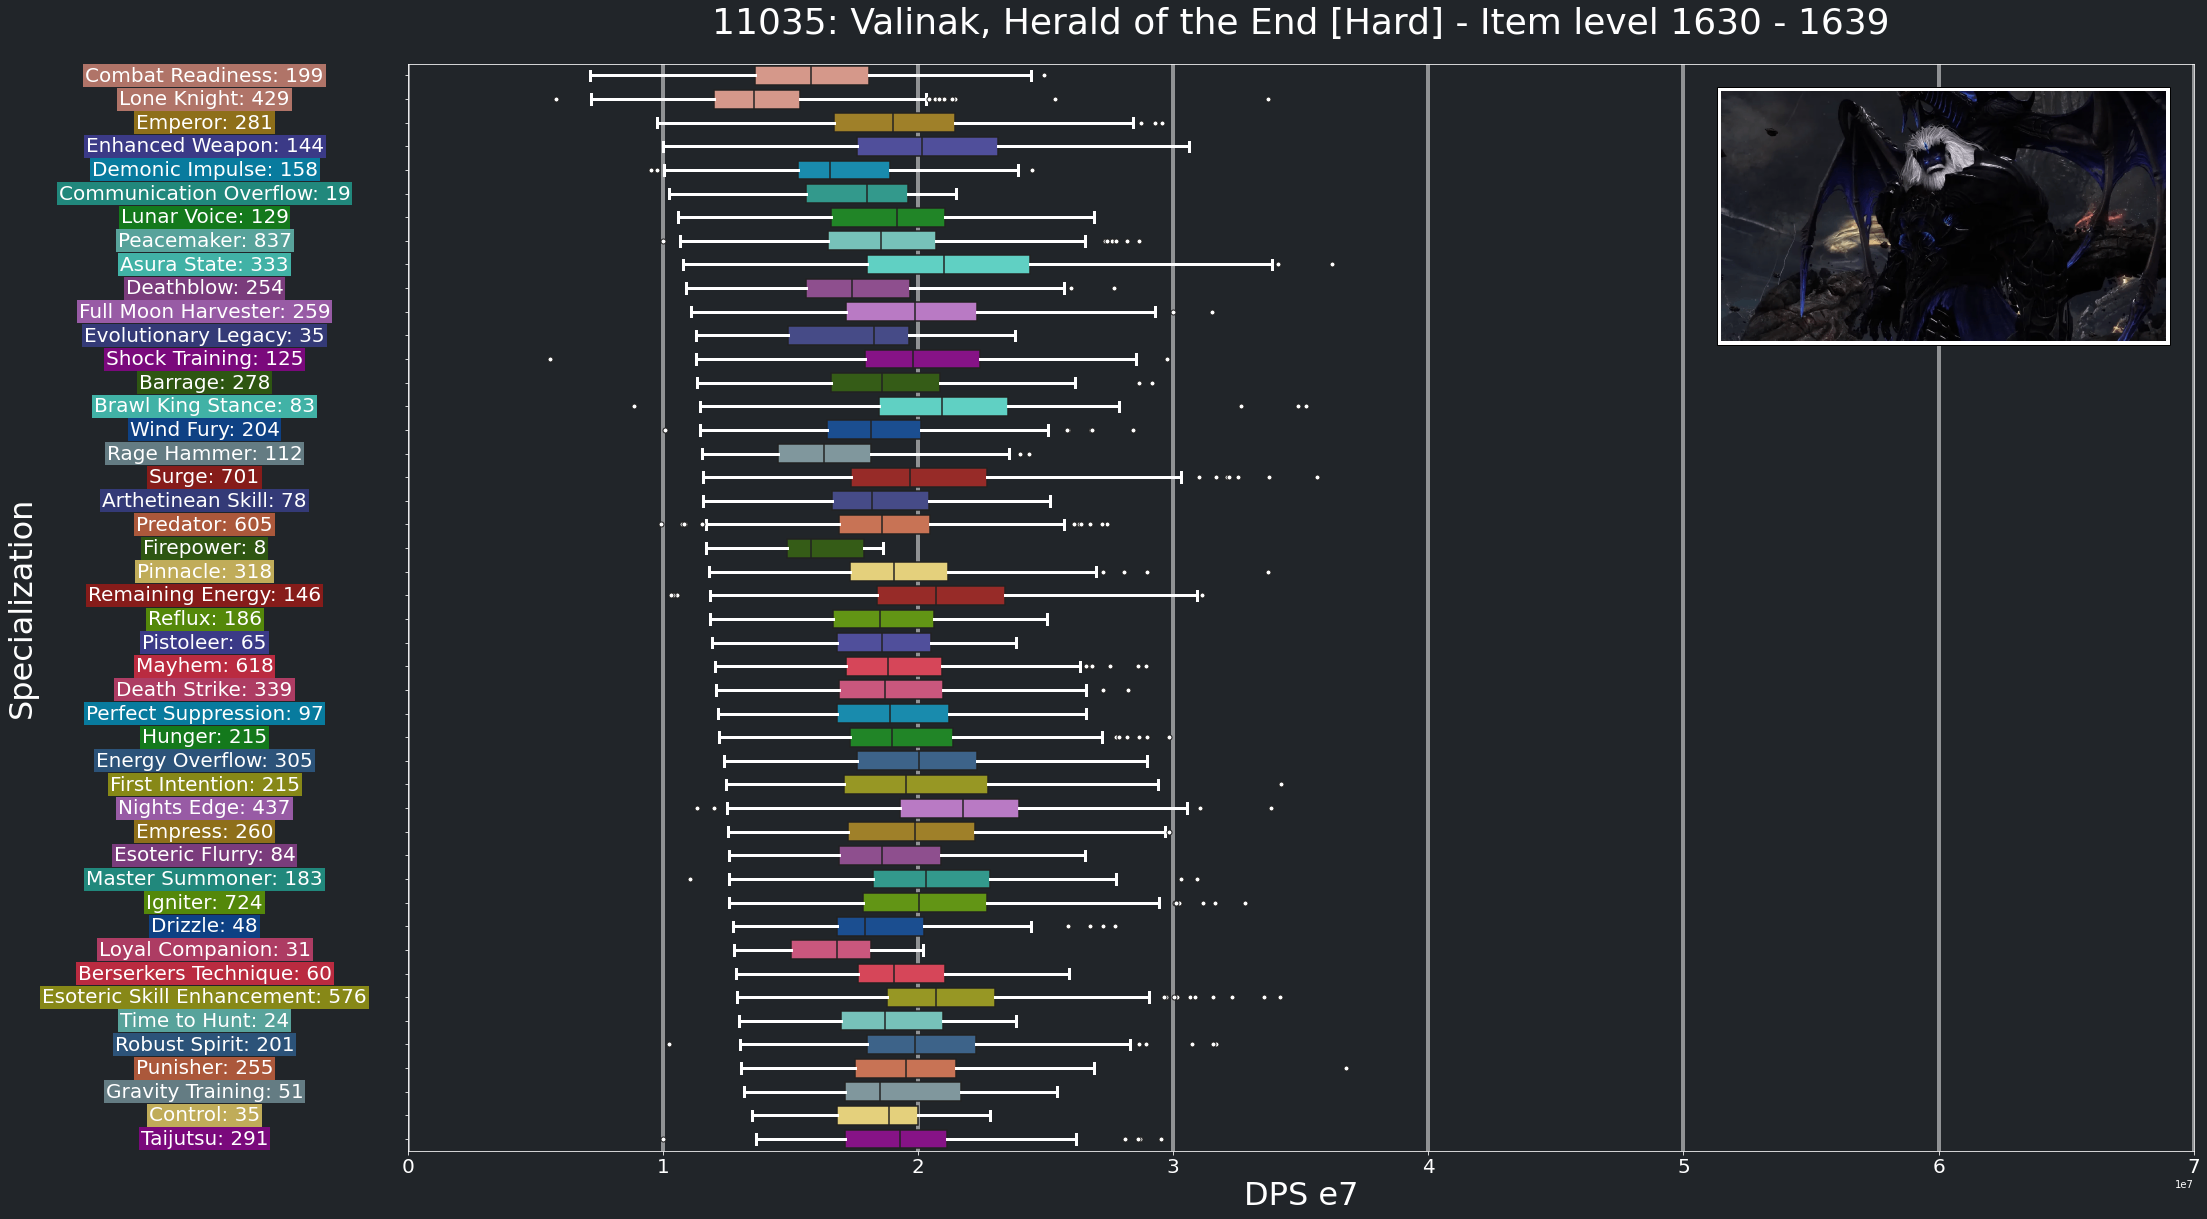 11035: Valinak, Herald of the End [Hard] - Item level 1630 - 1639
Specialization
Combat Readiness: 199
Lone Knight: 429
Emperor: 281
Enhanced Weapon: 144
Demonic Impulse: 158
Communication Overflow: 19
Lunar Voice: 129
Peacemaker: 837
Asura State: 333
Deathblow: 254
Full Moon Harvester: 259
Evolutionary Legacy: 35
Shock Training: 125
Barrage: 278
Brawl King Stance: 83
Wind Fury: 204
Rage Hammer: 112
Surge: 701
Arthetinean Skill: 78
Predator: 605
Firepower: 8
Pinnacle: 318
Remaining Energy: 146
Reflux: 186
Pistoleer: 65
Mayhem: 618
Death Strike: 339
Perfect Suppression: 97
Hunger: 215
Energy Overflow: 305
First Intention: 215
Nights Edge: 437
Empress: 260
Esoteric Flurry: 84
Master Summoner: 183
Igniter: 724
Drizzle: 48
Loyal Companion: 31
Berserkers Technique: 60
Esoteric Skill Enhancement: 576
Time to Hunt: 24
Robust Spirit: 201
Punisher: 255
Gravity Training: 51
Control: 35
Taijutsu: 291
0 1 2 3 4 5 6 7
1e7
DPS e7